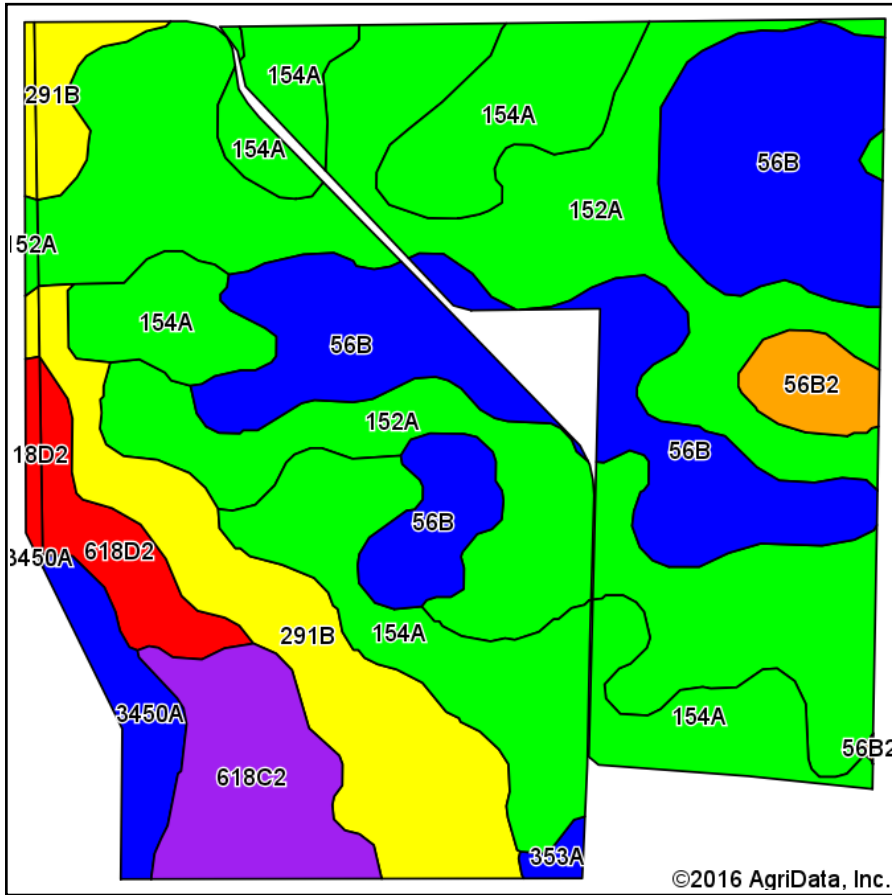 154A
291B
154A
154A
56B
152A
152A
154A
56B
56B2
152A
56B
18D2
56B
618D2
3450A
291B
154A
3450A
154A
56B2
618C2
353A
©2016 AgriData, Inc.